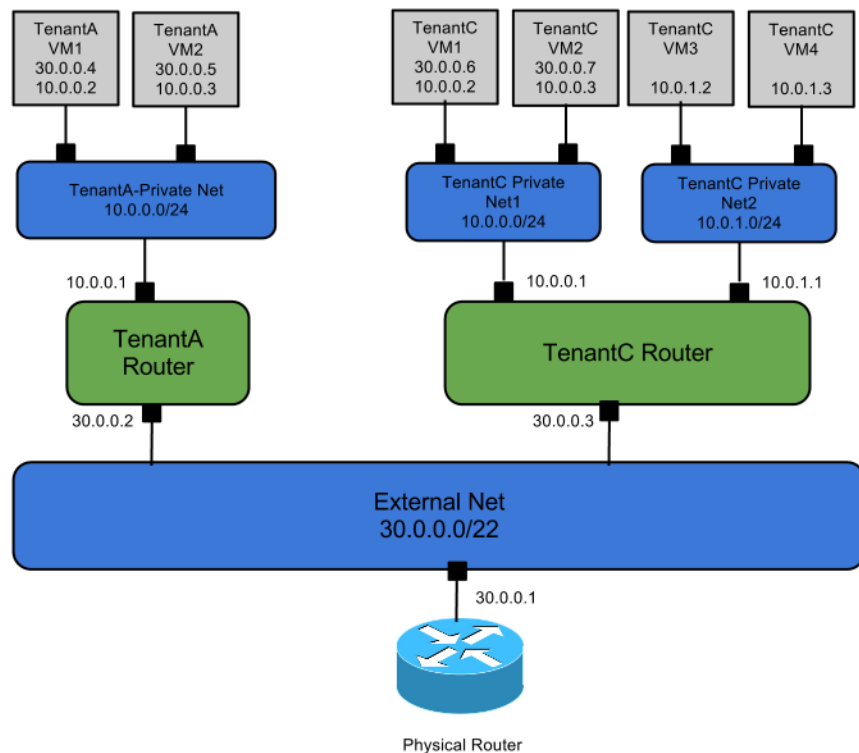 TenantA
VM1
30.0.0.4
10.0.0.2
TenantA
VM2
30.0.0.5
10.0.0.3
TenantC
VM1
30.0.0.6
10.0.0.2
TenantC
VM2
30.0.0.7
10.0.0.3
TenantC
VM3
10.0.1.2
TenantC
VM4
10.0.1.3
TenantA-Private Net
10.0.0.0/24
TenantC Private
Net1
10.0.0.0/24
TenantC Private
Net2
10.0.1.0/24
10.0.0.1
10.0.0.1
10.0.1.1
TenantA
Router
TenantC Router
30.0.0.2
30.0.0.3
External Net
30.0.0.0/22
30.0.0.1
Physical Router